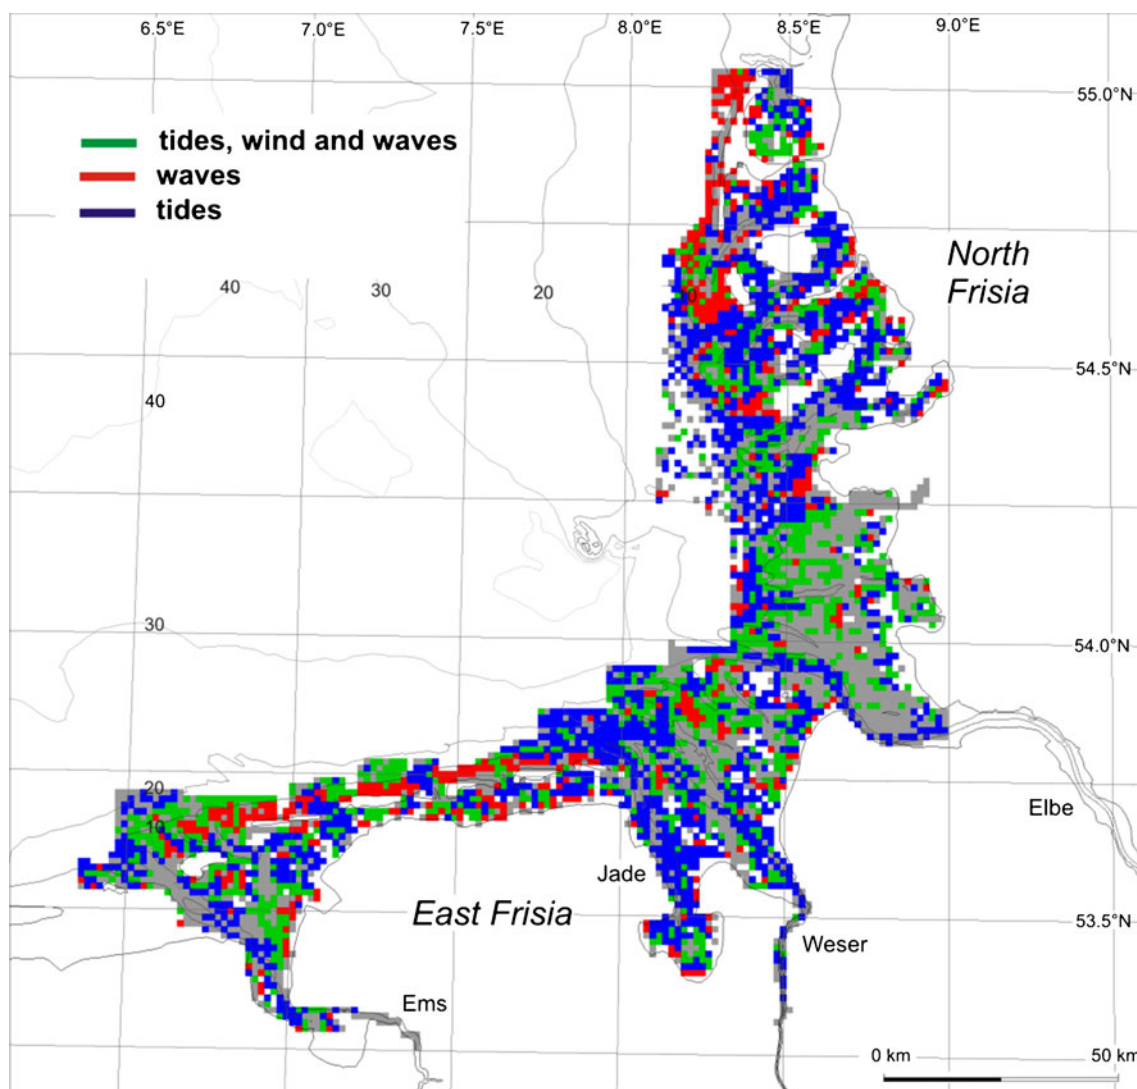 6.5°E 7.0°E 7.5°E 8.0°E 8.5°E 9.0°E
55.0°N
tides, wind and waves
waves
tides
North
Frisia
40 30 20 10
54.5°N
40
30
54.0°N
20
10
Elbe
Jade
East Frisia
53.5°N
Weser
Ems
0 km 50 km